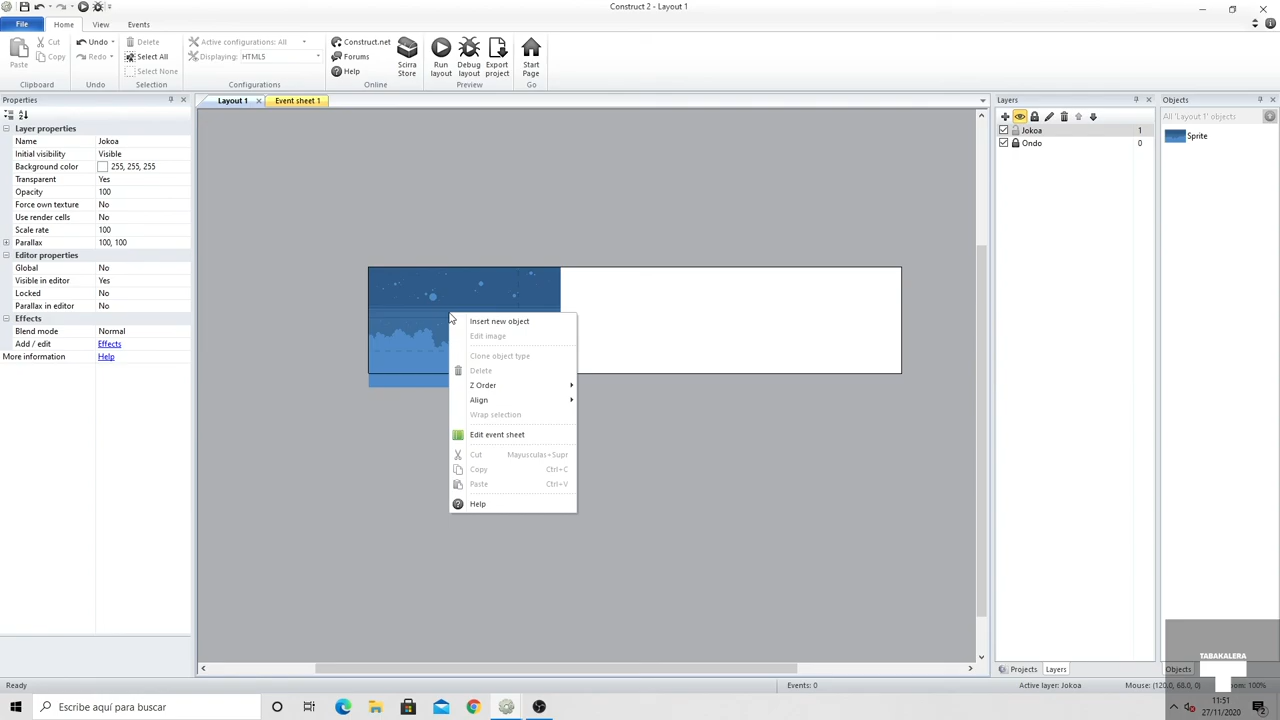 Construct 2 - Layout 1
File
Home
View
Events
Paste
Cut
Copy
Clipboard
Undo
Redo
Undo
Delete
Select All
Select None
Selection
Active configurations: All
Displaying: HTML5
Configurations
Construct.net
Forums
Help
Online
Scirra Store
Run layout
Debug layout
Export project
Preview
Start Page
Go
Properties
Layer properties
Name Jokoa
Initial visibility Visible
Background color 255, 255, 255
Transparent Yes
Opacity 100
Force own texture No
Use render cells No
Scale rate 100
Parallax 100, 100
Editor properties
Global No
Visible in editor Yes
Locked No
Parallax in editor No
Effects
Blend mode Normal
Add / edit Effects
More information Help
Layout 1
Event sheet 1
Insert new object
Edit image
Clone object type
Delete
Z Order
Align
Wrap selection
Edit event sheet
Cut Mayusculas+Supr
Copy Ctrl+C
Paste Ctrl+V
Help
Layers
Jokoa 1
Ondo 0
Projects
Layers
Objects
All 'Layout 1' objects
Sprite
TABAKALERA
Objects
Ready
Events: 0
Active layer: Jokoa
Mouse: (120.0, 68.0, 0)
oom: 100%
Escribe aquí para buscar
11:51
27/11/2020
2